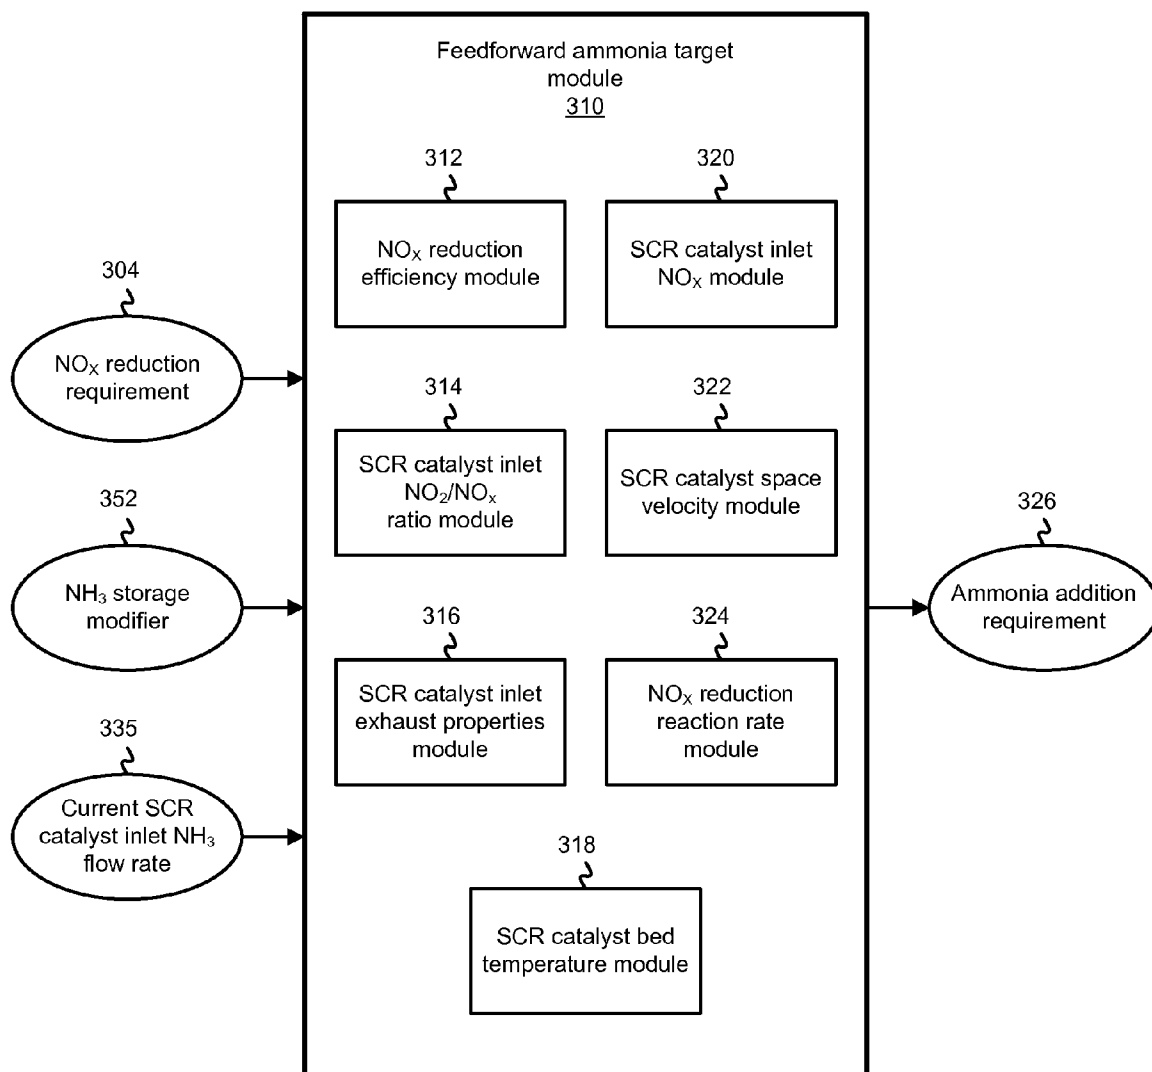 Feedforward ammonia target
module
310
312
NOX reduction
efficiency module
320
SCR catalyst inlet
NOX module
304
NOX reduction
requirement
314
SCR catalyst inlet
NO2/NOx
ratio module
322
SCR catalyst space
velocity module
352
NH3 storage
modifier
326
Ammonia addition
requirement
316
SCR catalyst inlet
exhaust properties
module
324
NOX reduction
reaction rate
module
335
Current SCR
catalyst inlet NH3
flow rate
318
SCR catalyst bed
temperature module